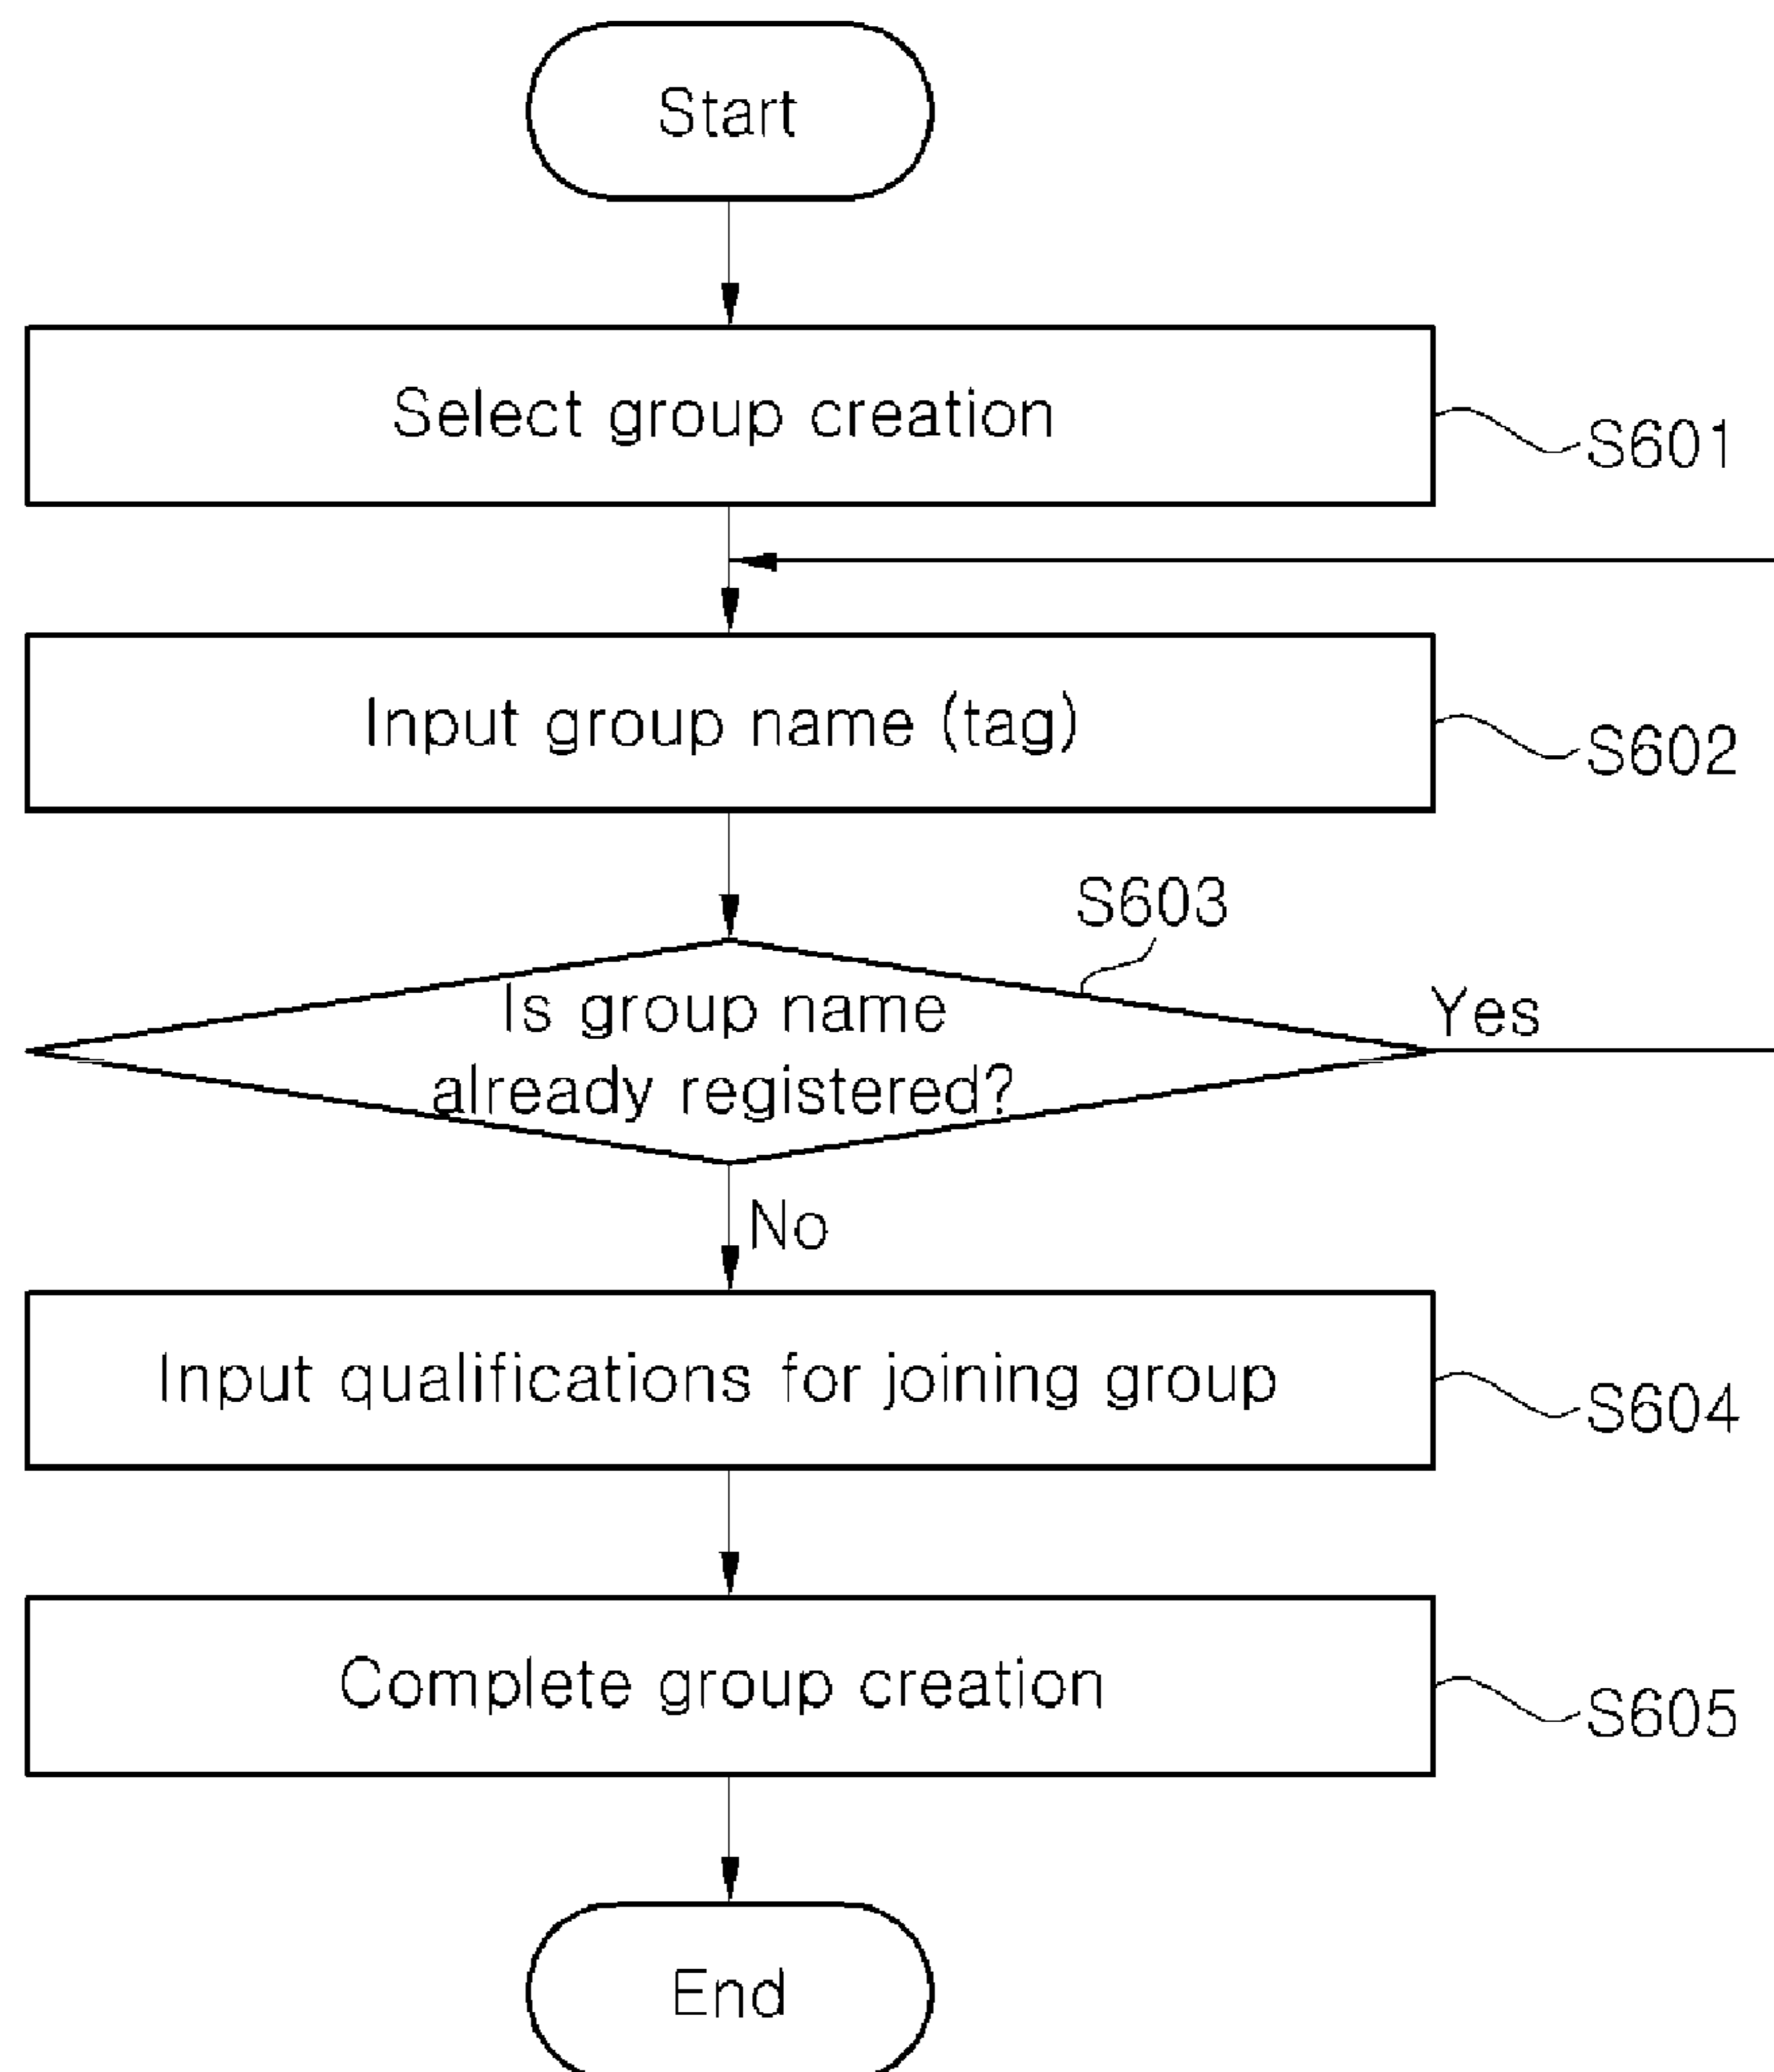 Start
Select group creation
S601
Input group name (tag)
S602
S603
Is group name
already registered?
Yes
No
Input qualifications for joining group
S604
Complete group creation
S605
End